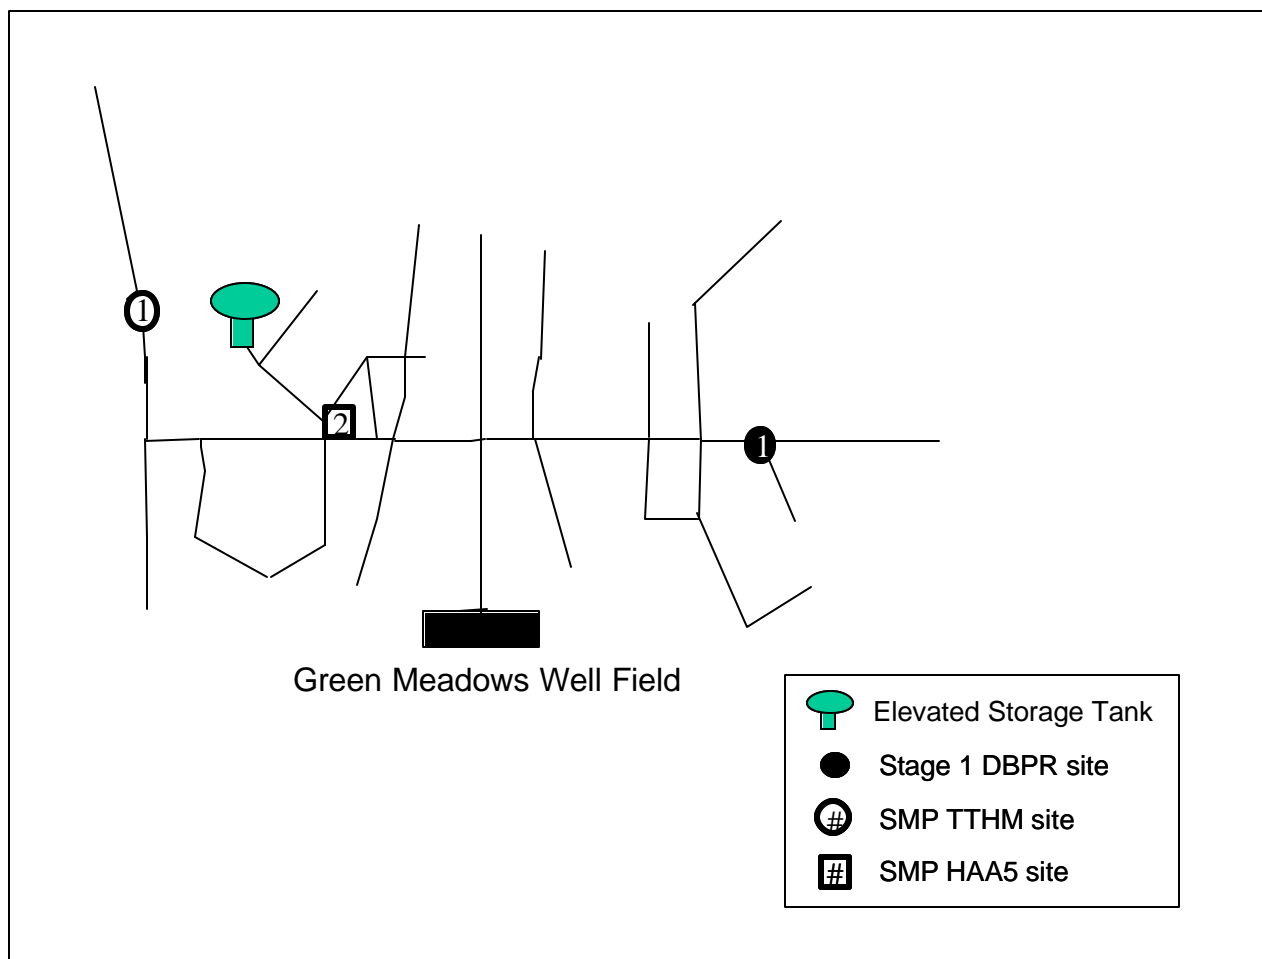 1
2
1
Green Meadows Well Field
Elevated Storage Tank
Stage 1 DBPR site
# SMP TTHM site
# SMP HAA5 site